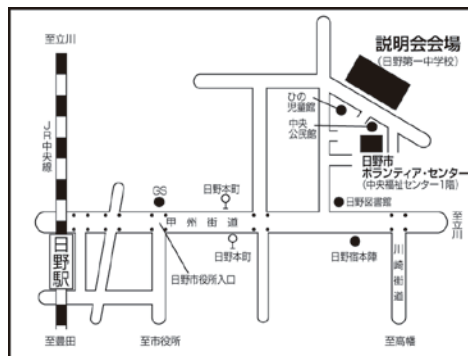 至立川
JR中央線
説明会会場
(日野第一中学校)
ひの
児童館
中央
公民館
日野市
ボランティア・センター
(中央福祉センター1階)
GS
日野本町
日野図書館
甲州街道
至立川
日野駅
日野市役所入口
日野本町
日野宿本陣
川崎街道
至豊田
至市役所
至高幡